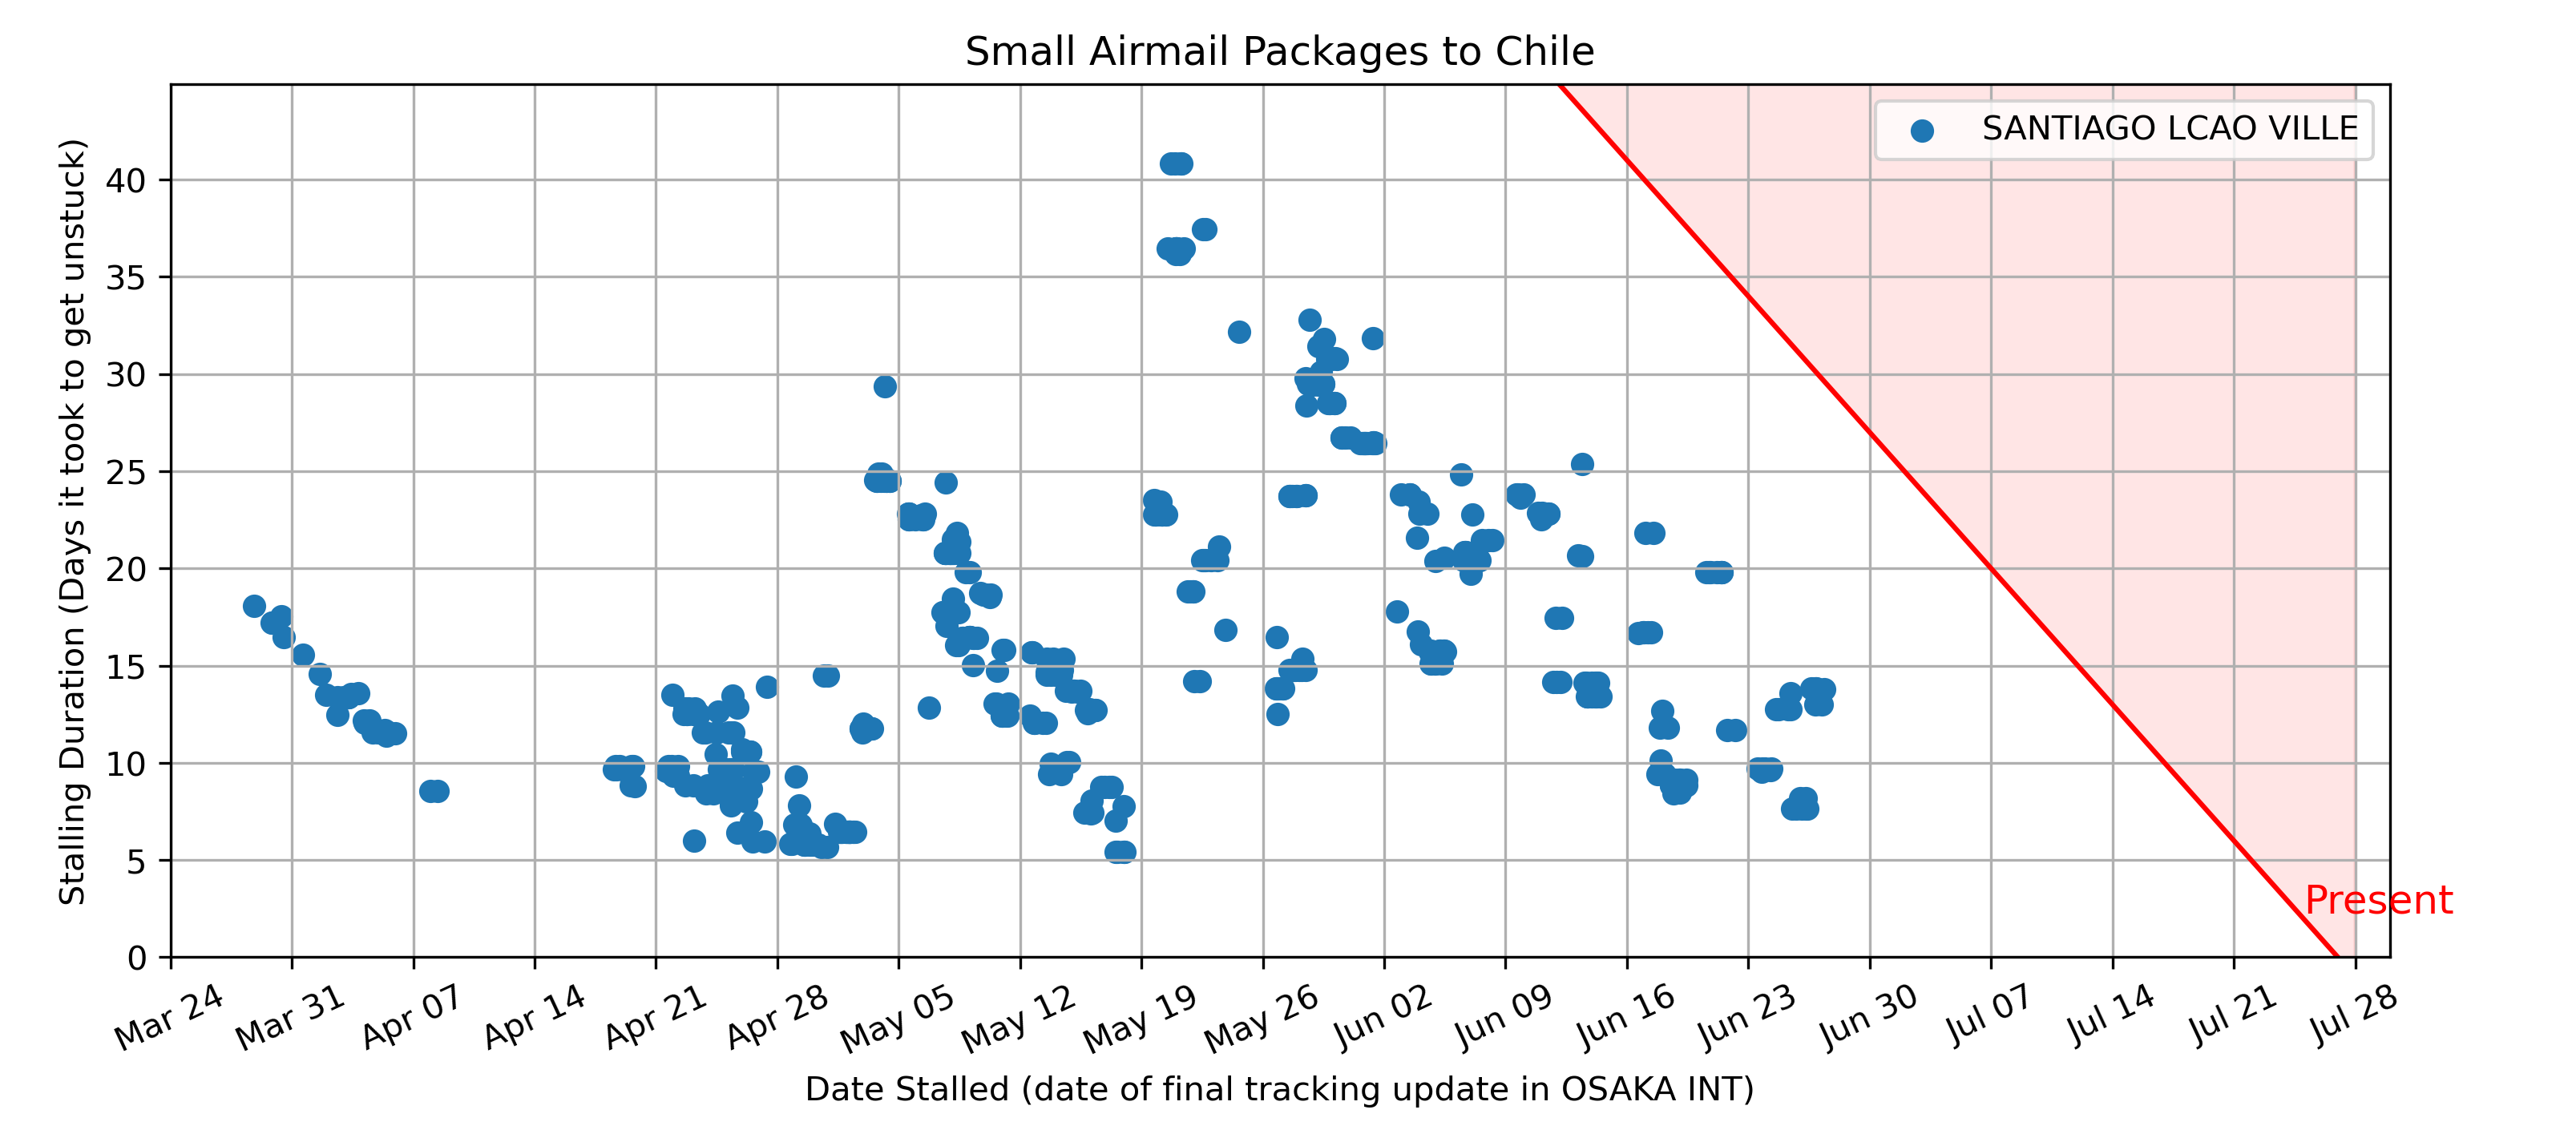 Small Airmail Packages to Chile
SANTIAGO LCAO VILLE
Stalling Duration (Days it took to get unstuck)
40
35
30
25
20
15
10
5
0
Present
Mar 24
Mar 31
Apr 07
Apr 14
Apr 21
Apr 28
May 05
May 12
May 19
May 26
Jun 02
Jun 09
Jun 16
Jun 23
Jun 30
Jul 07
Jul 14
Jul 21
Jul 28
Date Stalled (date of final tracking update in OSAKA INT)